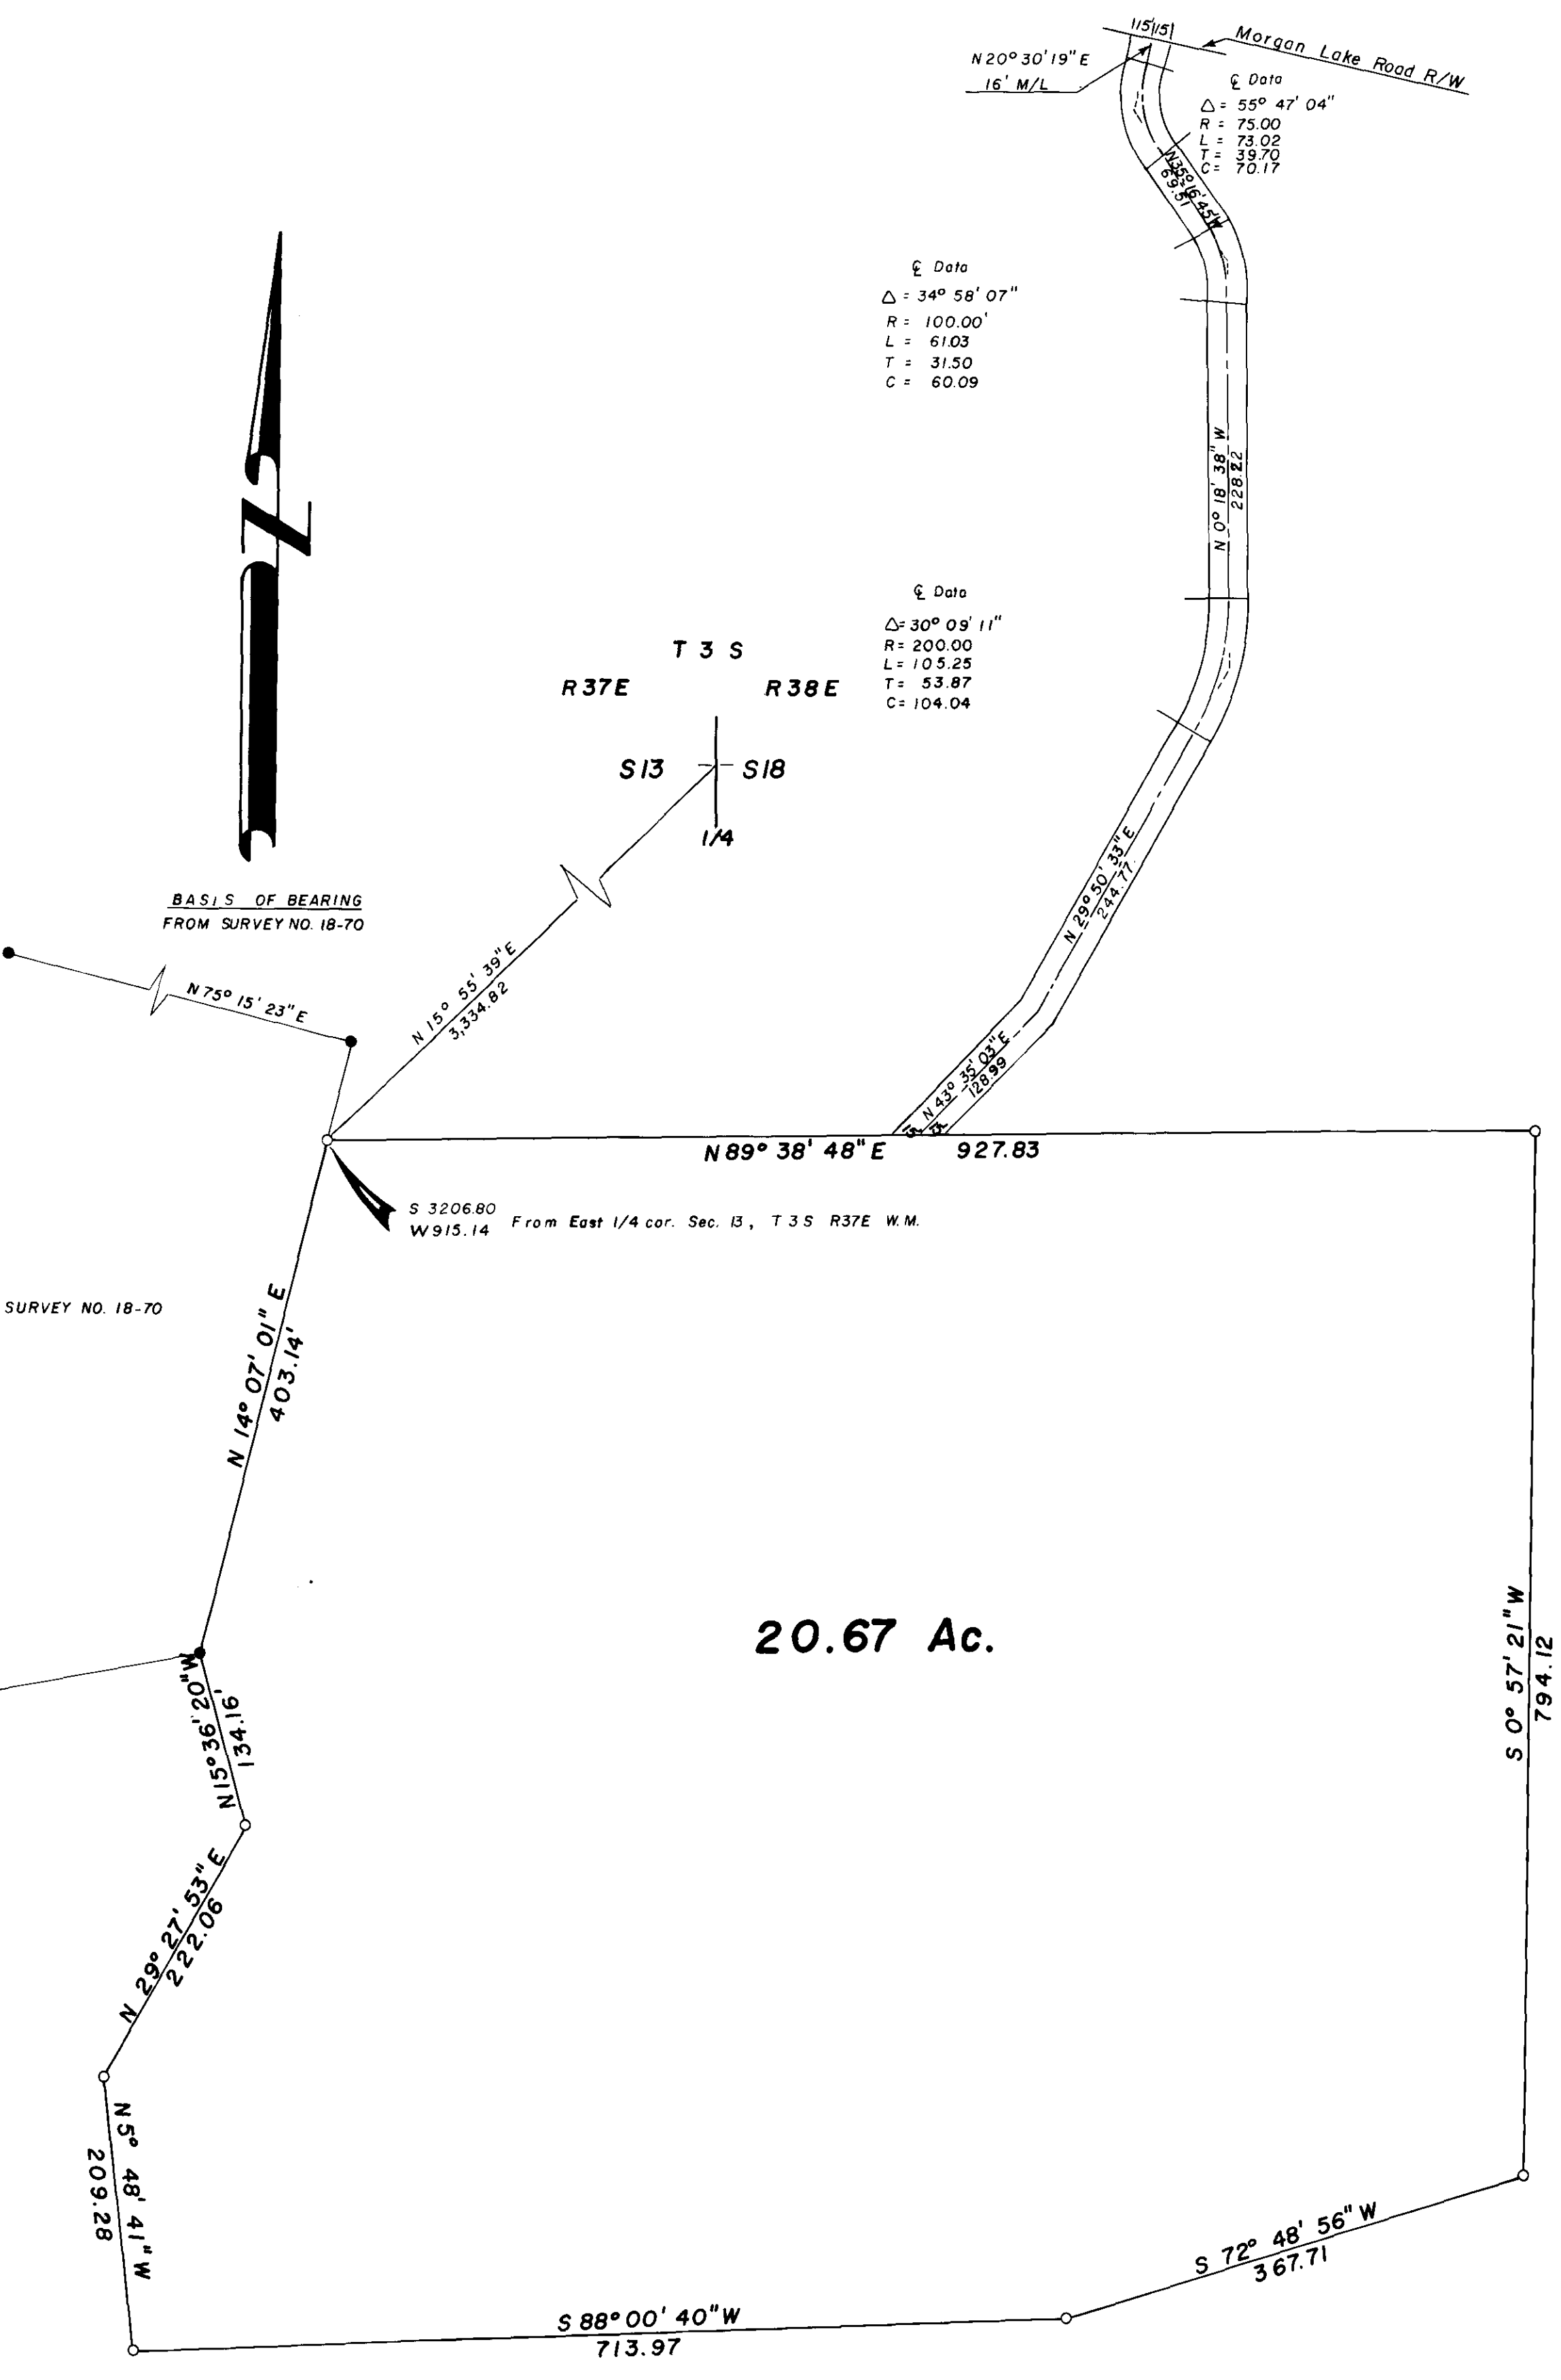 15' 15'
Morgan Lake Road R/W
N 20° 30' 19" E
16' M/L
℄ Data
Δ = 55° 47' 04"
R = 75.00
L = 73.02
T = 39.70
C = 70.17
N 35° 16' 45" W
69.51
℄ Data
Δ = 34° 58' 07"
R = 100.00'
L = 61.03
T = 31.50
C = 60.09
N 0° 18' 38" W
228.22
℄ Data
Δ = 30° 09' 11"
R = 200.00
L = 105.25
T = 53.87
C = 104.04
Z
T 3 S
R37E R38E
S13 S18
1/4
N 29° 50' 33" E
244.77
BASIS OF BEARING
FROM SURVEY NO. 18-70
N 75° 15' 23" E
N 15° 55' 39" E
3,334.82
N 43° 35' 03" E
128.99
15' 15'
N 89° 38' 48" E 927.83
S 3206.80
W 915.14
From East 1/4 cor. Sec. 13, T 3 S R37E W.M.
SURVEY NO. 18-70
N 14° 07' 01" E
403.14'
20.67 Ac.
S 0° 57' 21" W
794.12
N 15° 36' 20" W
134.16'
N 29° 27' 53" E
222.06
N 5° 48' 41" W
209.28
S 72° 48' 56" W
367.71
S 88° 00' 40" W
713.97